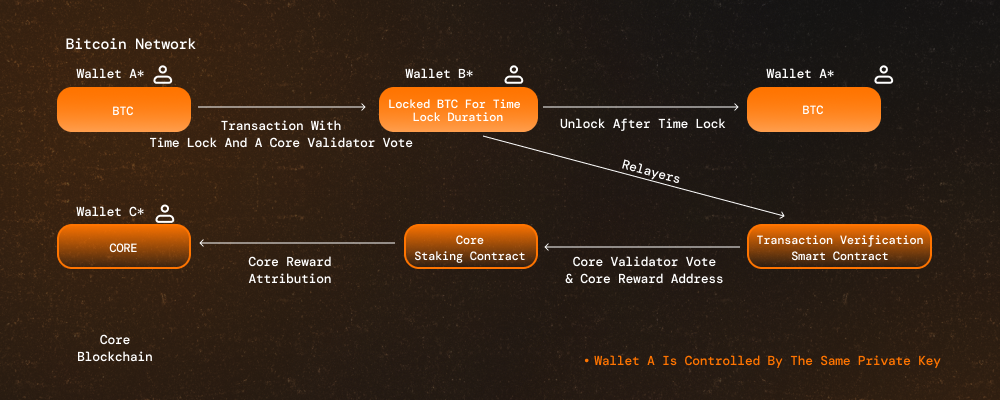 Bitcoin Network
Wallet A*
Wallet B*
Wallet A*
BTC
Locked BTC For Time
Lock Duration
BTC
Transaction With
Time Lock And A Core Validator Vote
Unlock After Time Lock
Relayers
Wallet C*
CORE
Core
Staking Contract
Transaction Verification
Smart Contract
Core Reward
Attribution
Core Validator Vote
& Core Reward Address
Core
Blockchain
• Wallet A Is Controlled By The Same Private Key